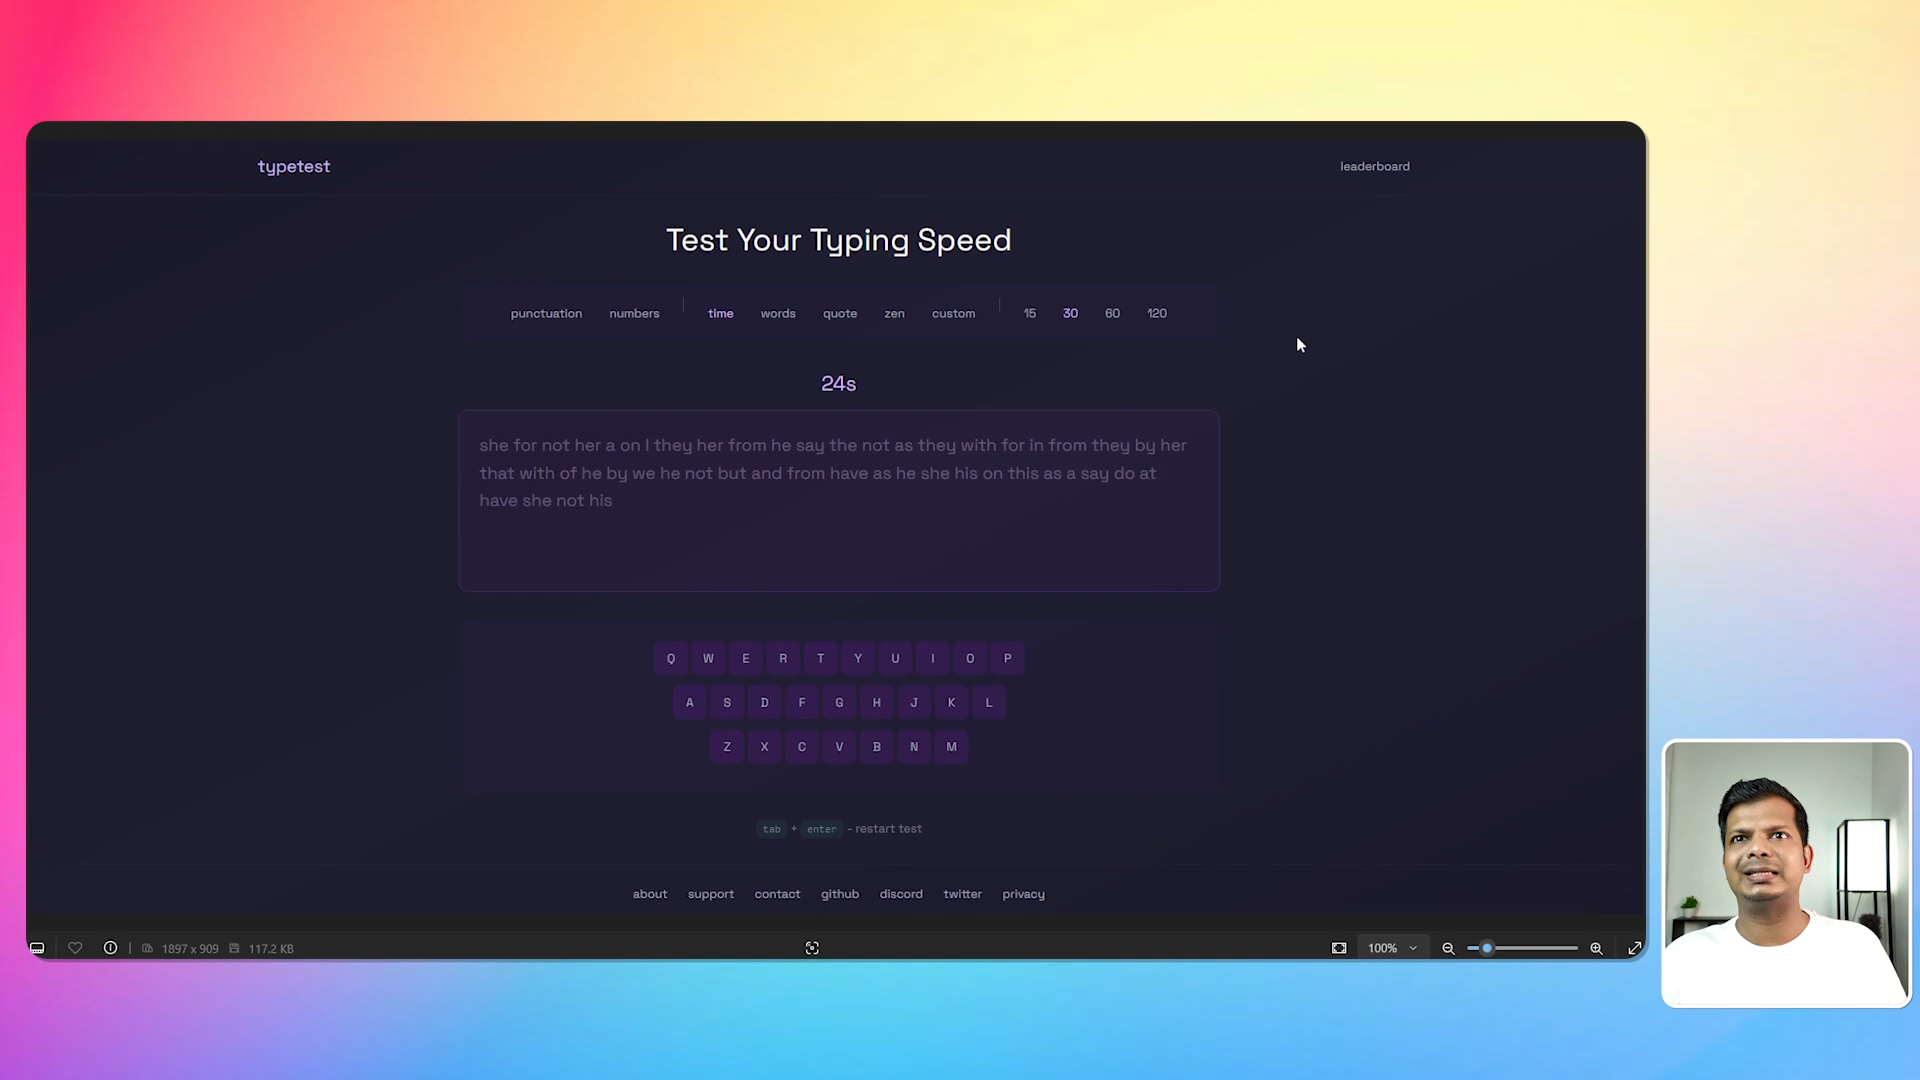 typetest
leaderboard
Test Your Typing Speed
punctuation numbers | time words quote zen custom | 15 30 60 120
24s
she for not her a on I they her from he say the not as they with for in from they by her
that with of he by we he not but and from have as he she his on this as a say do at
have she not his
Q W E R T Y U I O P
A S D F G H J K L
Z X C V B N M
tab + enter - restart test
about support contact github discord twitter privacy
1897 x 909 117.2 KB 100%